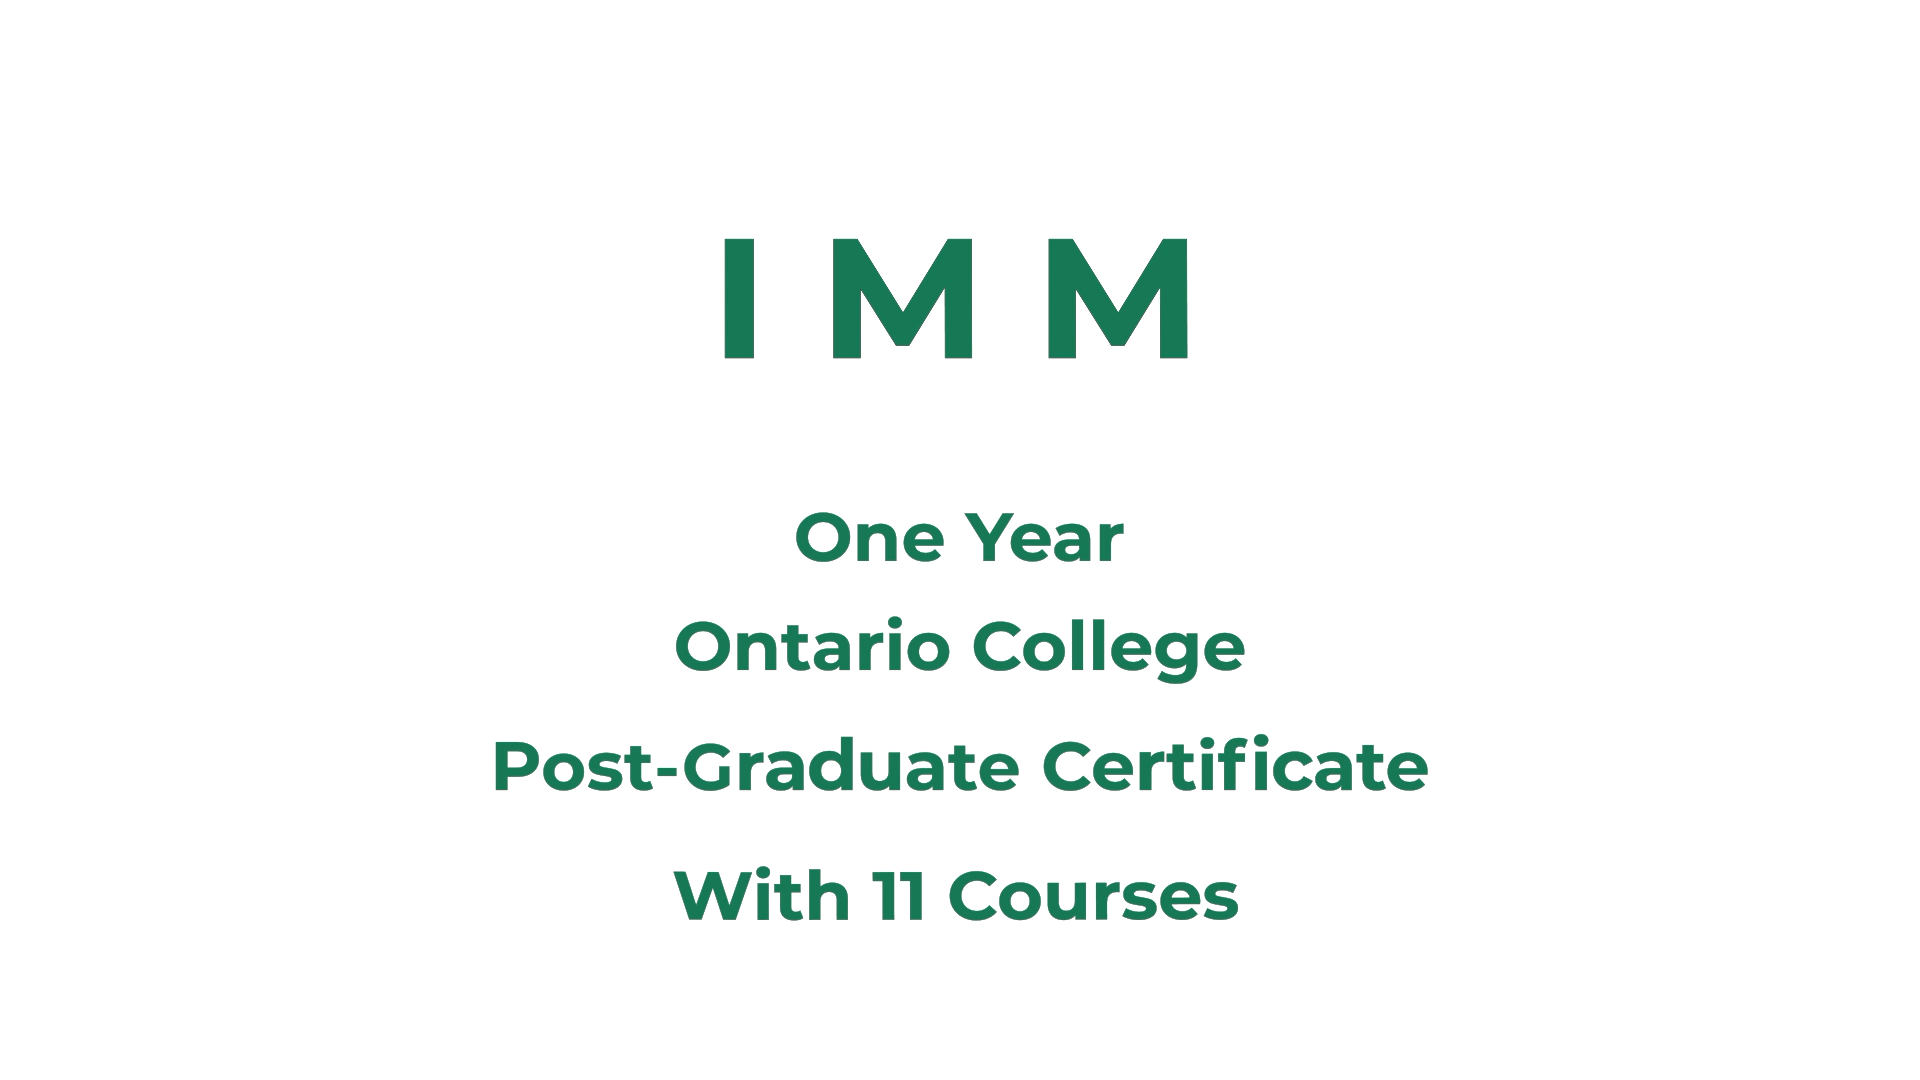 I M M
One Year
Ontario College
Post-Graduate Certificate
With 11 Courses